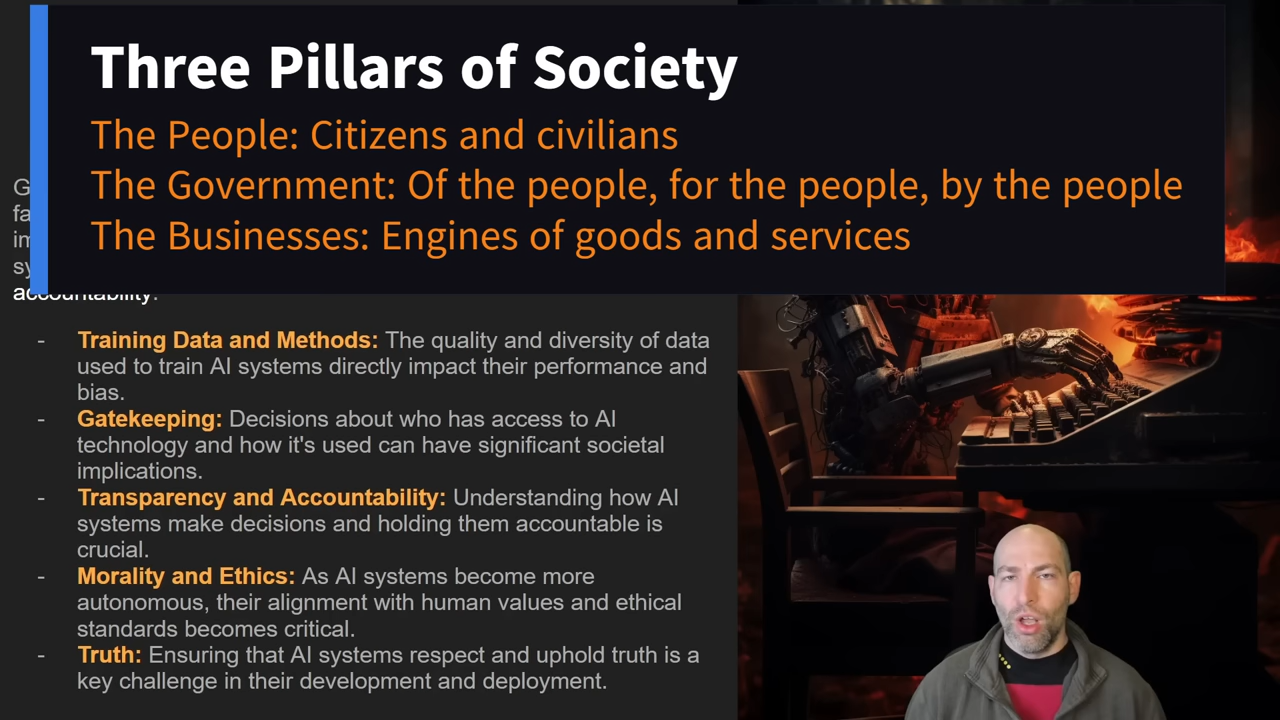 Three Pillars of Society
The People: Citizens and civilians
The Government: Of the people, for the people, by the people
The Businesses: Engines of goods and services
accountability.
- Training Data and Methods: The quality and diversity of data
used to train AI systems directly impact their performance and
bias.
- Gatekeeping: Decisions about who has access to AI
technology and how it's used can have significant societal
implications.
- Transparency and Accountability: Understanding how AI
systems make decisions and holding them accountable is
crucial.
- Morality and Ethics: As AI systems become more
autonomous, their alignment with human values and ethical
standards becomes critical.
- Truth: Ensuring that AI systems respect and uphold truth is a
key challenge in their development and deployment.